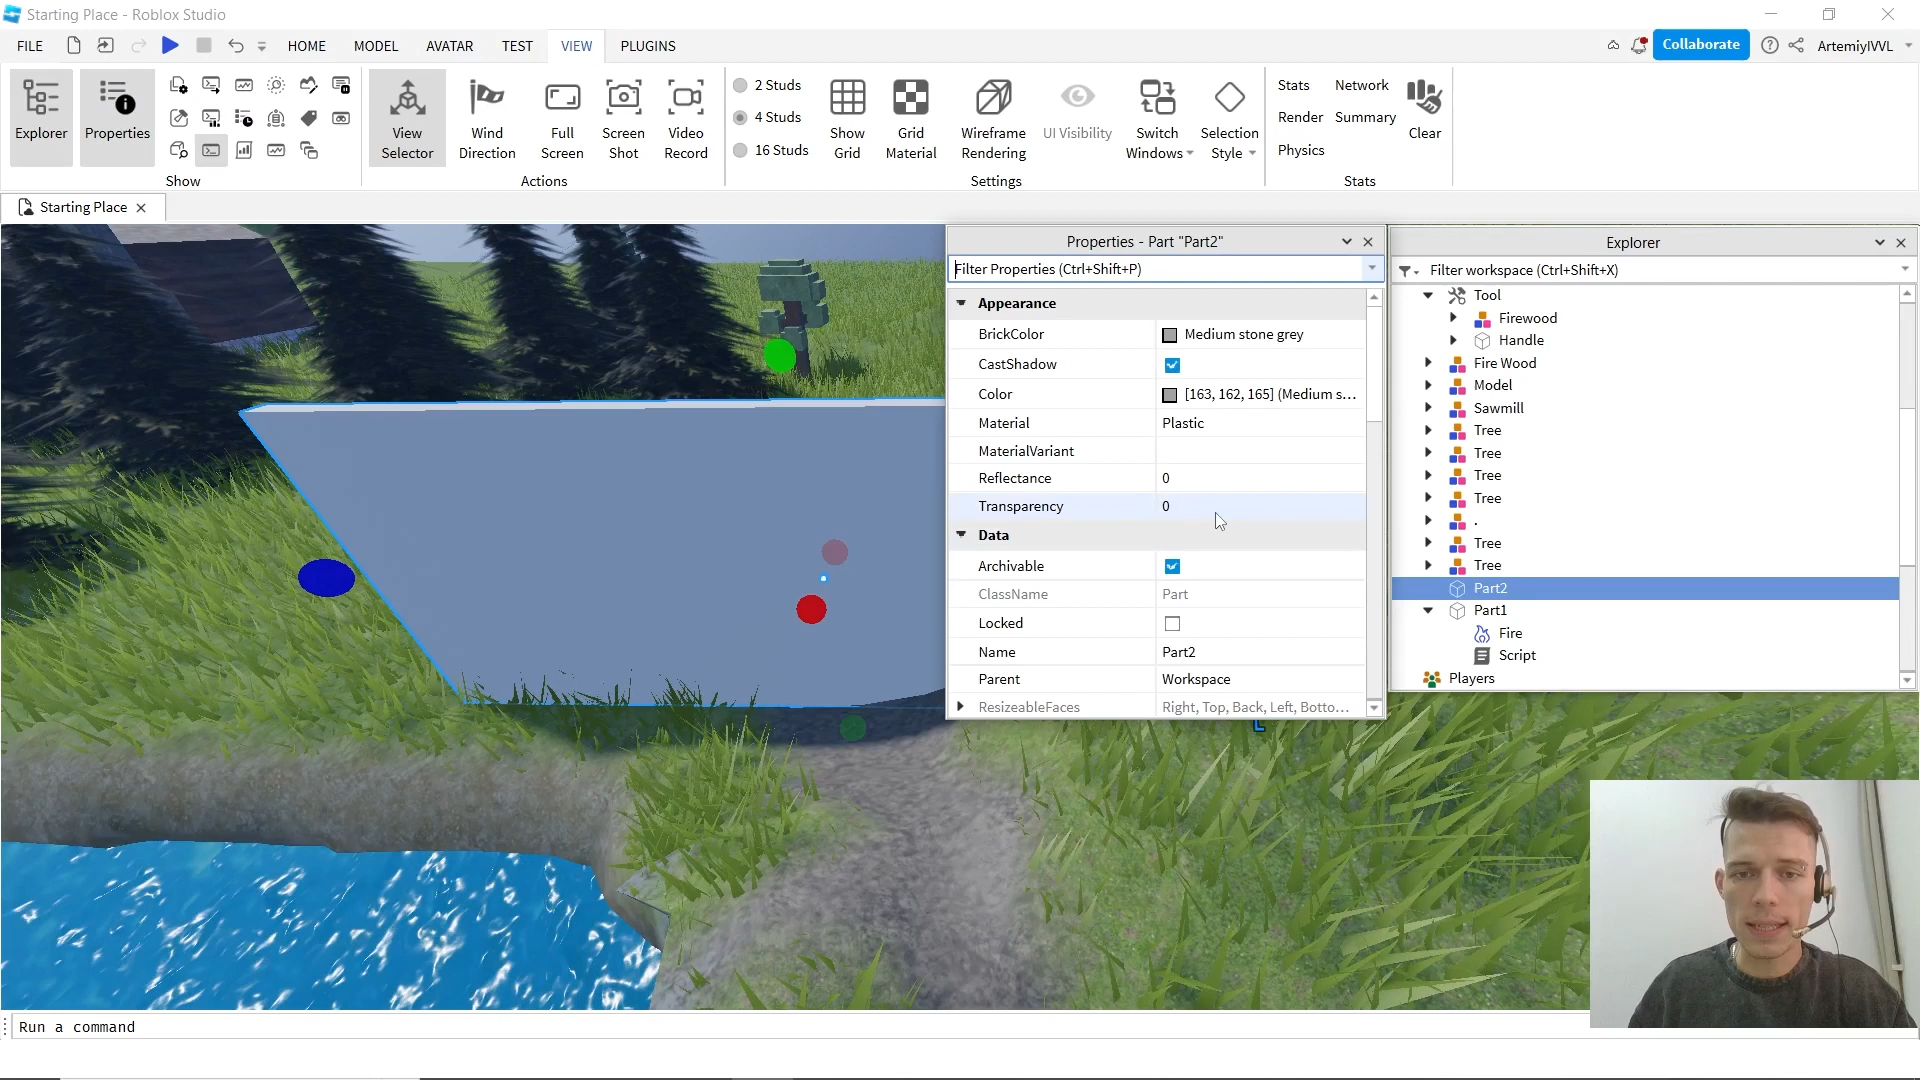 Starting Place - Roblox Studio
FILE HOME MODEL AVATAR TEST VIEW PLUGINS Collaborate ArtemiyIVVL
Explorer Properties
Show
View Selector
Wind Direction
Full Screen
Screen Shot
Video Record
Actions
2 Studs
4 Studs
16 Studs
Show Grid
Grid Material
Wireframe Rendering
UI Visibility
Switch Windows
Selection Style
Settings
Stats Network
Render Summary
Physics
Clear
Stats
Starting Place
Properties - Part "Part2"
Filter Properties (Ctrl+Shift+P)
Appearance
BrickColor Medium stone grey
CastShadow
Color [163, 162, 165] (Medium s...
Material Plastic
MaterialVariant
Reflectance 0
Transparency 0
Data
Archivable
ClassName Part
Locked
Name Part2
Parent Workspace
ResizeableFaces Right, Top, Back, Left, Botto...
Explorer
Filter workspace (Ctrl+Shift+X)
Tool
Firewood
Handle
Fire Wood
Model
Sawmill
Tree
Tree
Tree
Tree
.
Tree
Tree
Part2
Part1
Fire
Script
Players
L
Run a command